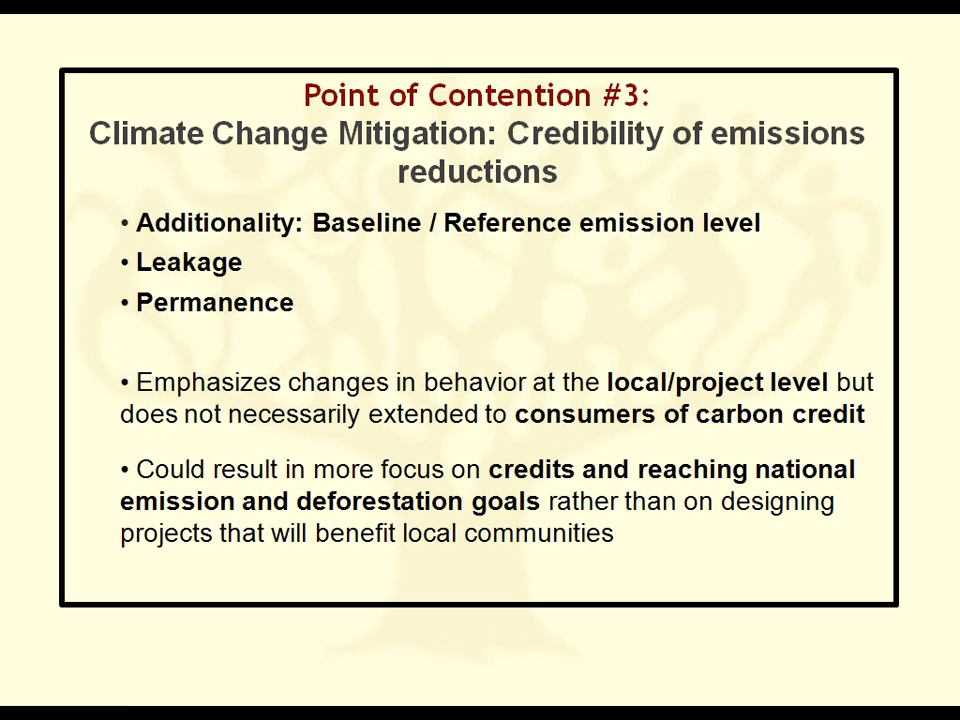 Point of Contention #3:
Climate Change Mitigation: Credibility of emissions
reductions
• Additionality: Baseline / Reference emission level
• Leakage
• Permanence
• Emphasizes changes in behavior at the local/project level but
does not necessarily extended to consumers of carbon credit
• Could result in more focus on credits and reaching national
emission and deforestation goals rather than on designing
projects that will benefit local communities